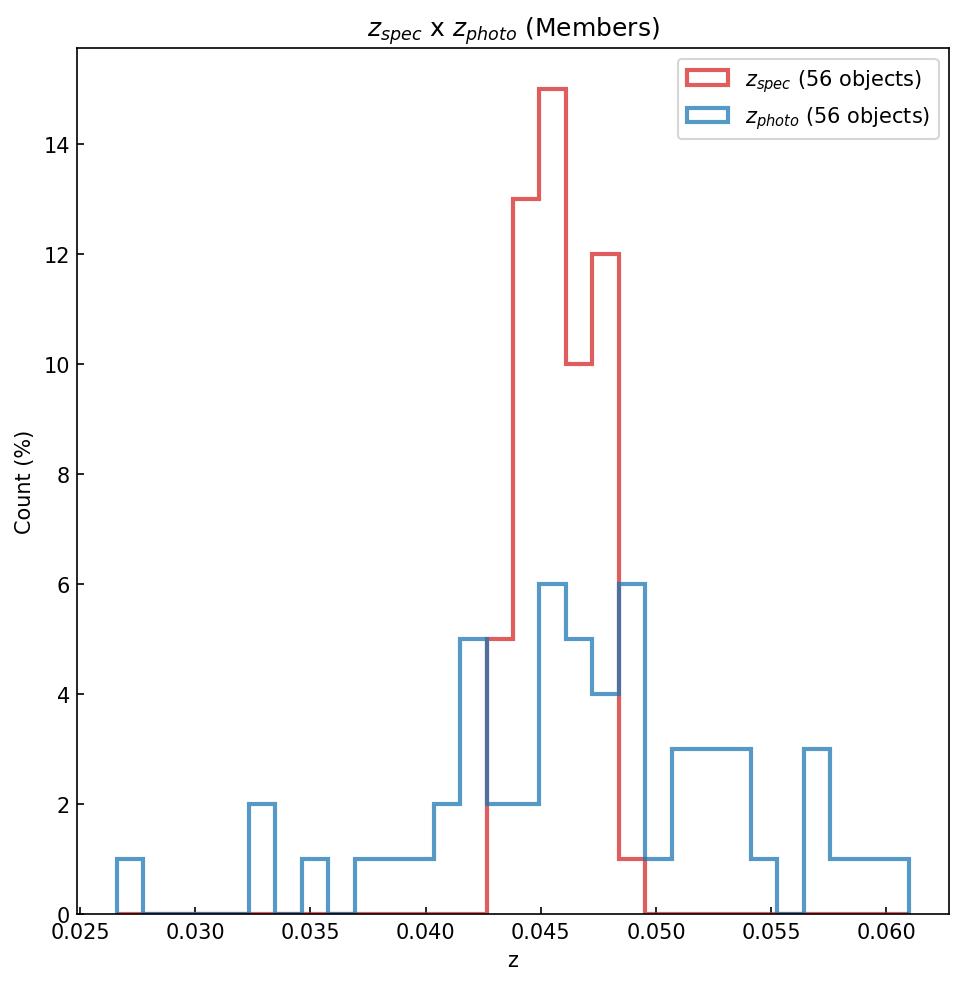 z_spec x z_photo (Members)
z_spec (56 objects)
z_photo (56 objects)
Count (%)
14
12
10
8
6
4
2
0
0.025 0.030 0.035 0.040 0.045 0.050 0.055 0.060
z